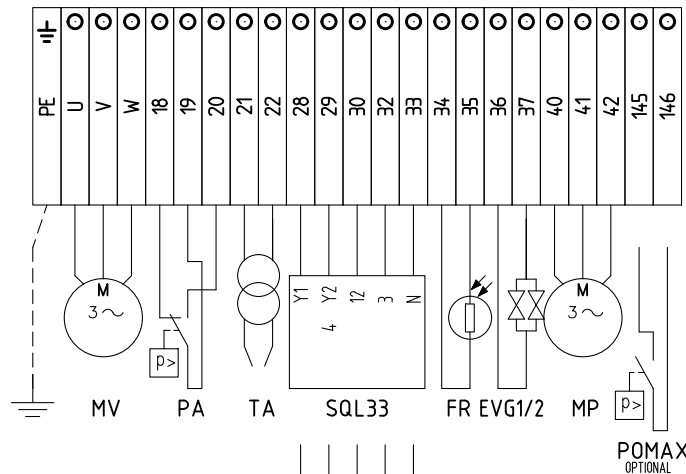 PE U V W 18 19 20 21 22 28 29 30 32 33 34 35 36 37 40 41 42 145 146
M
3~
p>
Y1 Y2 12 3 N
4
M
3~
p>
MV PA TA SQL33 FR EVG1/2 MP
POMAX
OPTIONAL